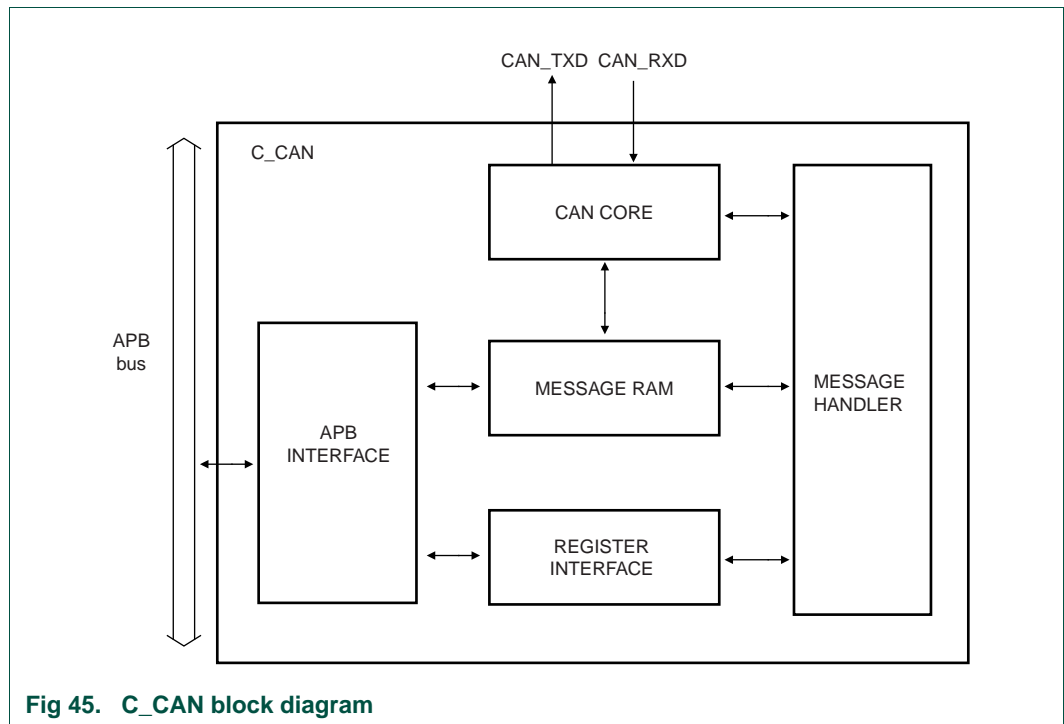 CAN_TXD CAN_RXD
C_CAN
CAN CORE
APB
bus
APB
INTERFACE
MESSAGE RAM
MESSAGE
HANDLER
REGISTER
INTERFACE
Fig 45. C_CAN block diagram